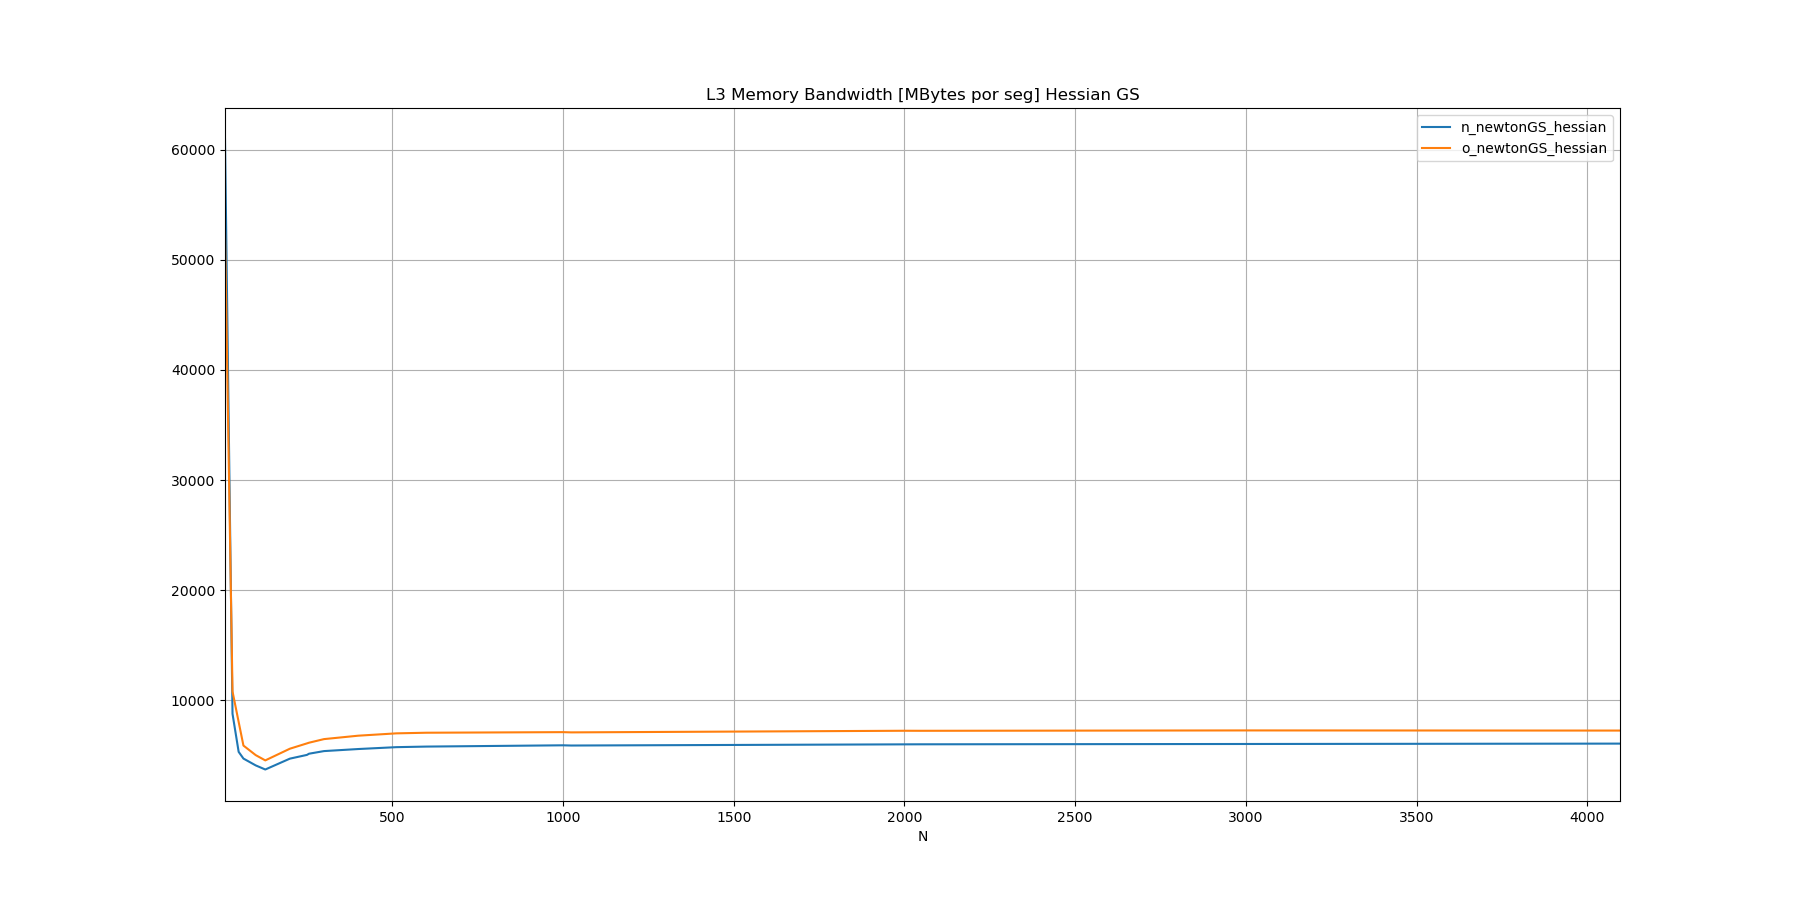 L3 Memory Bandwidth [MBytes por seg] Hessian GS
n_newtonGS_hessian
o_newtonGS_hessian
60000
50000
40000
30000
20000
10000
500 1000 1500 2000 2500 3000 3500 4000
N